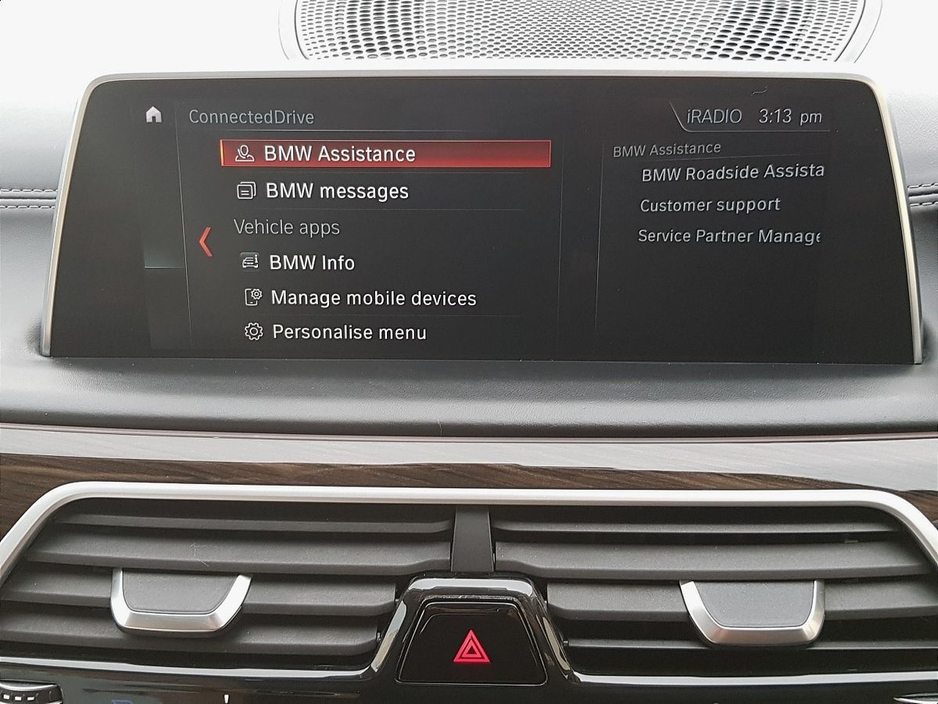 ConnectedDrive
iRADIO 3:13 pm
BMW Assistance
BMW messages
Vehicle apps
BMW Info
Manage mobile devices
Personalise menu
BMW Assistance
BMW Roadside Assista
Customer support
Service Partner Manage